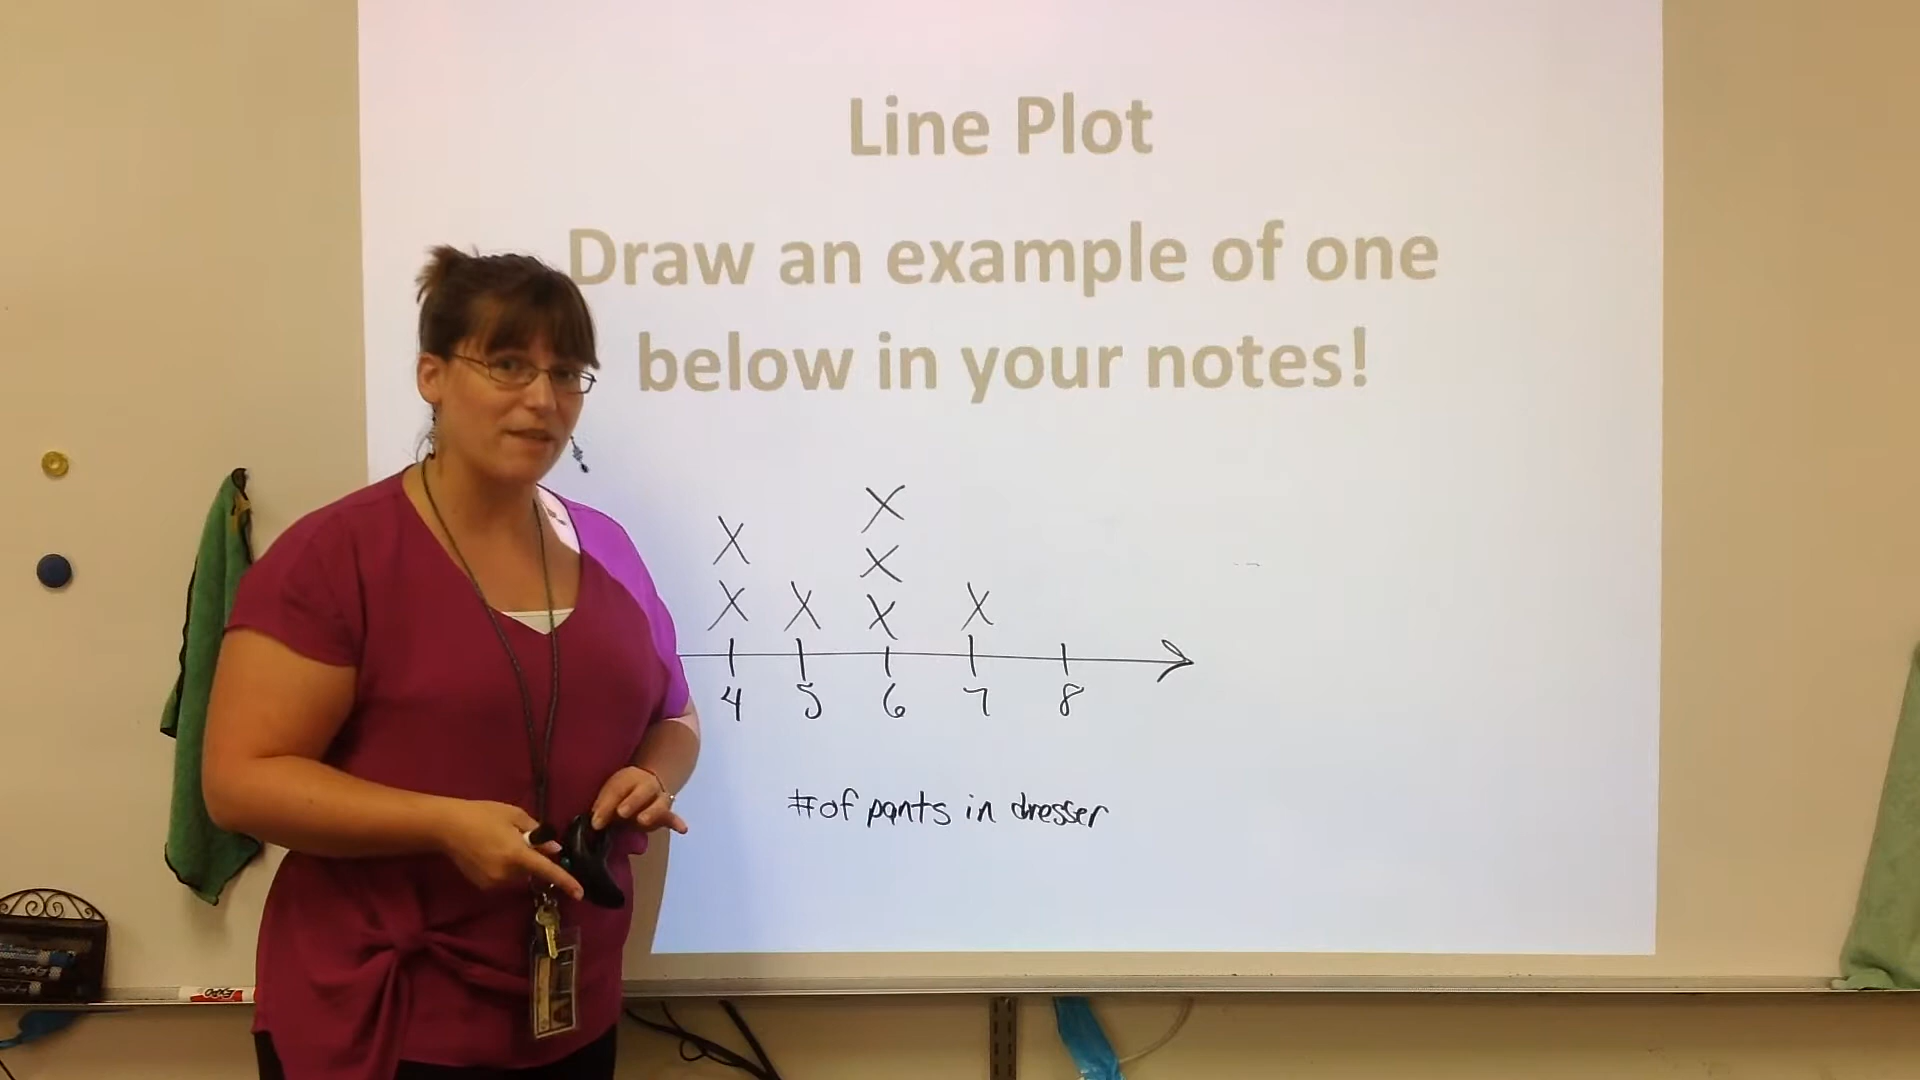 Line Plot
Draw an example of one
below in your notes!
X
X X
X X X X
4 5 6 7 8
# of pants in dresser
EXPO